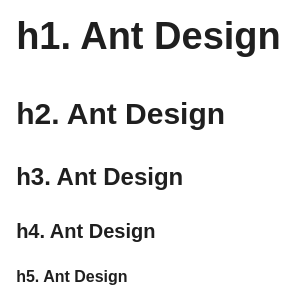 h1. Ant Design
h2. Ant Design
h3. Ant Design
h4. Ant Design
h5. Ant Design